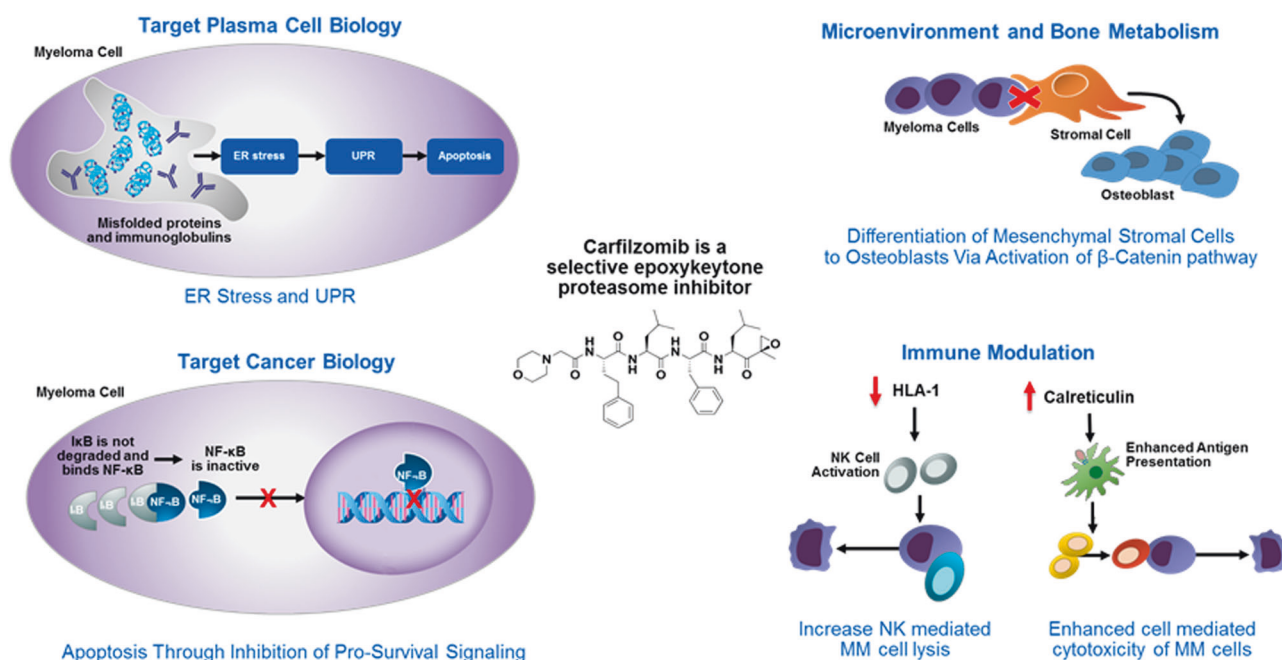 Target Plasma Cell Biology
Myeloma Cell
ER stress
UPR
Apoptosis
Misfolded proteins
and immunoglobulins
ER Stress and UPR
Target Cancer Biology
Myeloma Cell
IκB is not
degraded and
binds NF-κB
NF-κB
is inactive
I-B
I-B
I-B
NF¬B
NF¬B
X
NF¬B
X
Apoptosis Through Inhibition of Pro-Survival Signaling
Carfilzomib is a
selective epoxykeytone
proteasome inhibitor
O
N
O
H
N
O
N
H
O
H
N
O
N
H
O
O
Microenvironment and Bone Metabolism
Myeloma Cells
Stromal Cell
Osteoblast
Differentiation of Mesenchymal Stromal Cells
to Osteoblasts Via Activation of β-Catenin pathway
Immune Modulation
HLA-1
NK Cell
Activation
Increase NK mediated
MM cell lysis
Calreticulin
Enhanced Antigen
Presentation
Enhanced cell mediated
cytotoxicity of MM cells